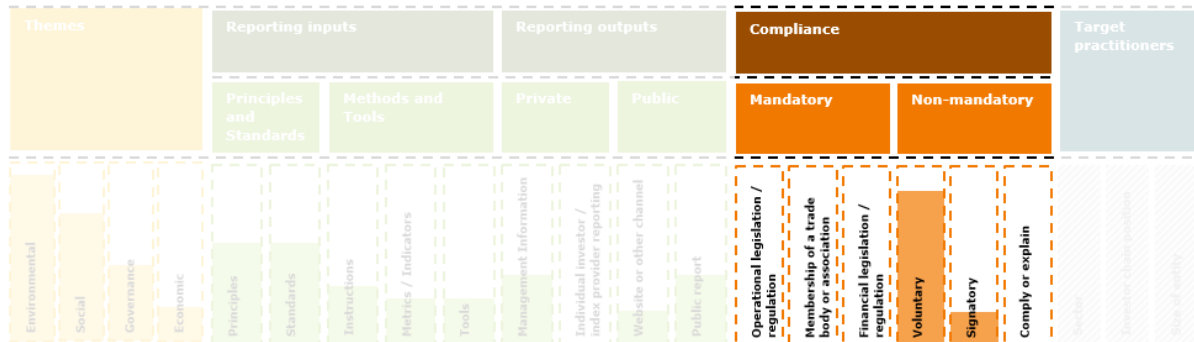 Themes
Reporting inputs
Reporting outputs
Compliance
Target
practitioners
Principles
and
Standards
Methods and
Tools
Private
Public
Mandatory
Non-mandatory
Environmental
Social
Governance
Economic
Principles
Standards
Instructions
Metrics / Indicators
Tools
Management Information
Individual investor /
index provider reporting
Website or other channel
Public report
Operational legislation /
regulation
Membership of a trade
body or association
Financial legislation /
regulation
Voluntary
Signatory
Comply or explain